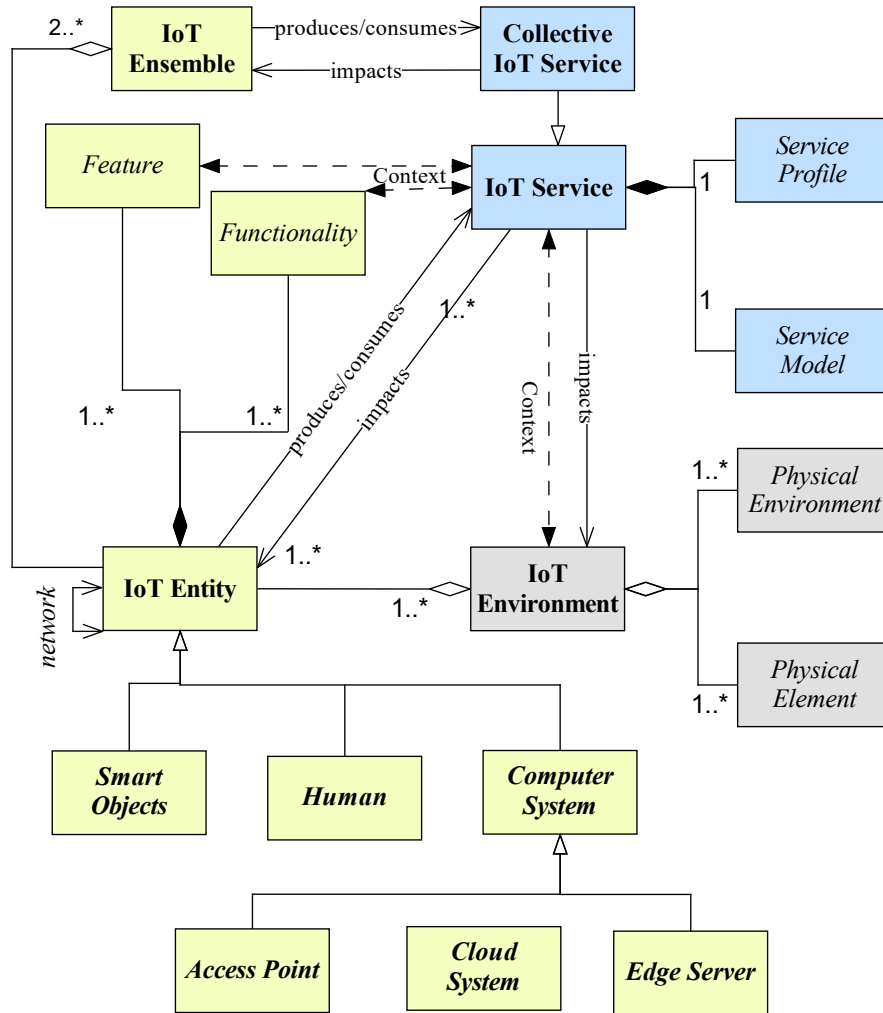 2..*
IoT
Ensemble
produces/consumes
impacts
Collective
IoT Service
Feature
Functionality
Context
IoT Service
1
Service
Profile
1
Service
Model
produces/consumes
1..*
impacts
Context
impacts
1..*
1..*
1..*
Physical
Environment
1..*
IoT Entity
network
1..*
IoT
Environment
1..*
Physical
Element
Smart
Objects
Human
Computer
System
Access Point
Cloud
System
Edge Server